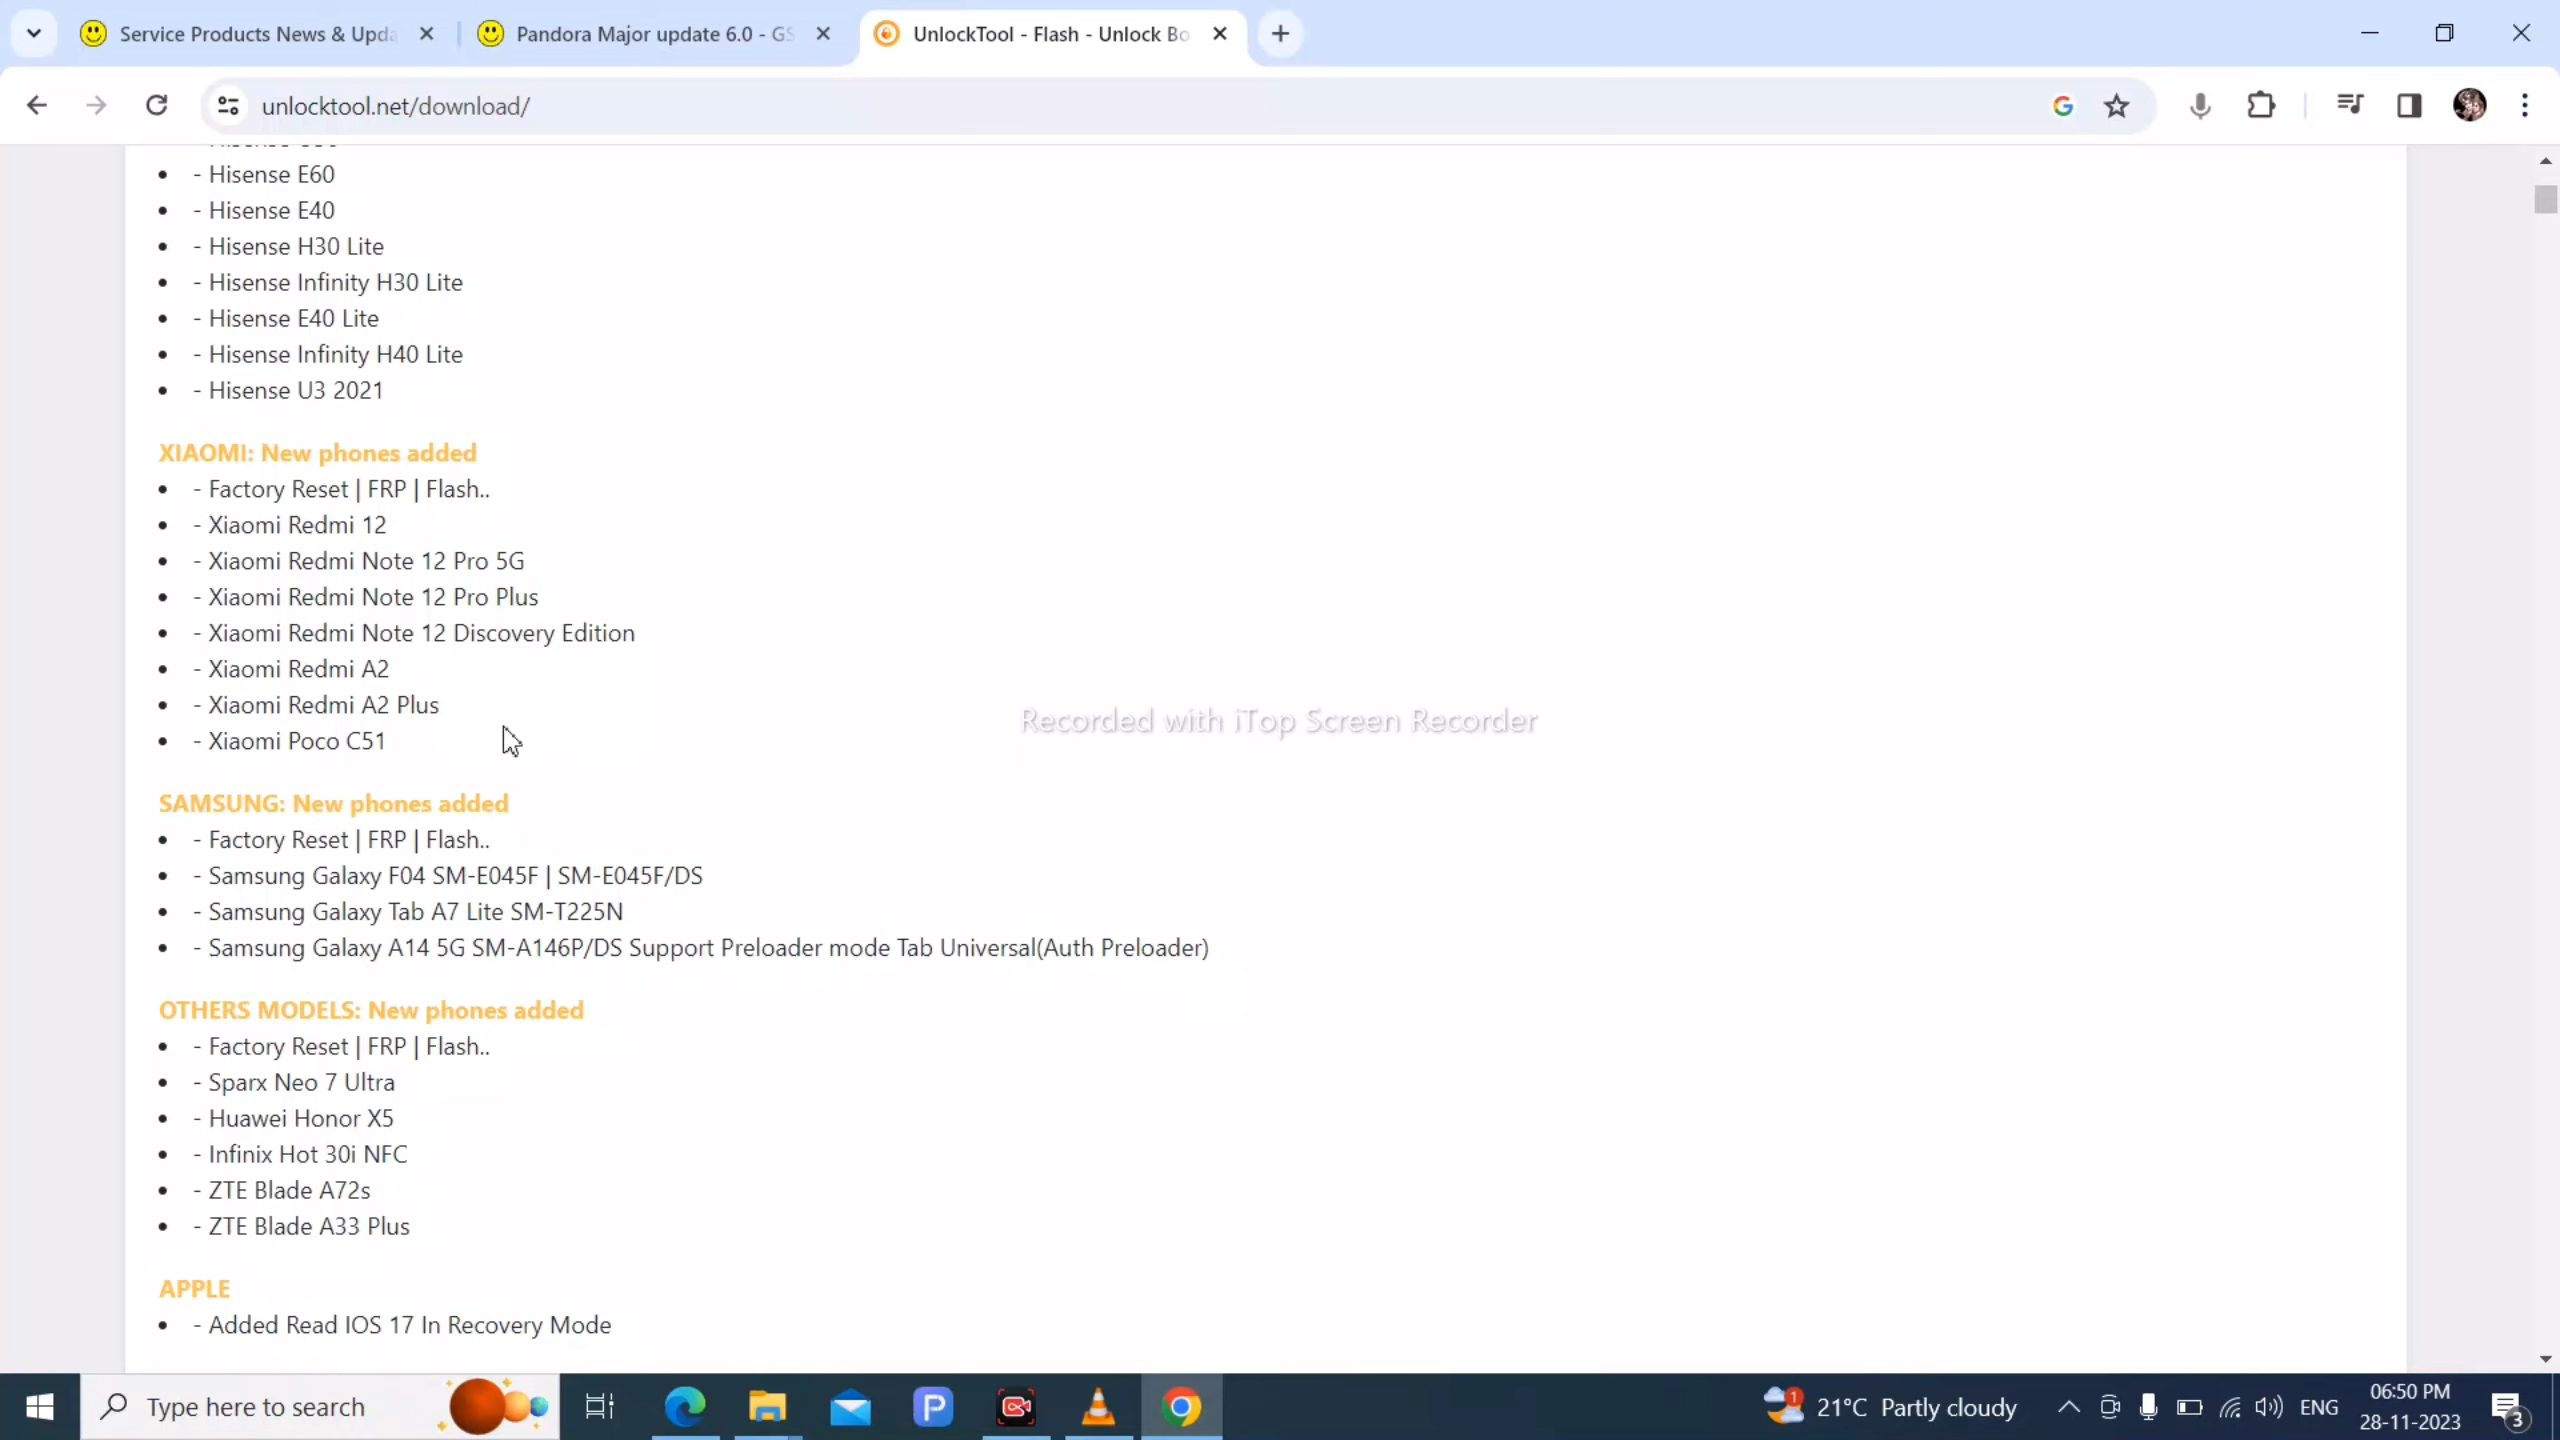 Service Products News & Upda
Pandora Major update 6.0 - GS
UnlockTool - Flash - Unlock Bo
unlocktool.net/download/
- Hisense E60
- Hisense E40
- Hisense H30 Lite
- Hisense Infinity H30 Lite
- Hisense E40 Lite
- Hisense Infinity H40 Lite
- Hisense U3 2021
XIAOMI: New phones added
- Factory Reset | FRP | Flash..
- Xiaomi Redmi 12
- Xiaomi Redmi Note 12 Pro 5G
- Xiaomi Redmi Note 12 Pro Plus
- Xiaomi Redmi Note 12 Discovery Edition
- Xiaomi Redmi A2
- Xiaomi Redmi A2 Plus
- Xiaomi Poco C51
Recorded with iTop Screen Recorder
SAMSUNG: New phones added
- Factory Reset | FRP | Flash..
- Samsung Galaxy F04 SM-E045F | SM-E045F/DS
- Samsung Galaxy Tab A7 Lite SM-T225N
- Samsung Galaxy A14 5G SM-A146P/DS Support Preloader mode Tab Universal(Auth Preloader)
OTHERS MODELS: New phones added
- Factory Reset | FRP | Flash..
- Sparx Neo 7 Ultra
- Huawei Honor X5
- Infinix Hot 30i NFC
- ZTE Blade A72s
- ZTE Blade A33 Plus
APPLE
- Added Read IOS 17 In Recovery Mode
Type here to search
1
21°C Partly cloudy
ENG
06:50 PM
28-11-2023
3